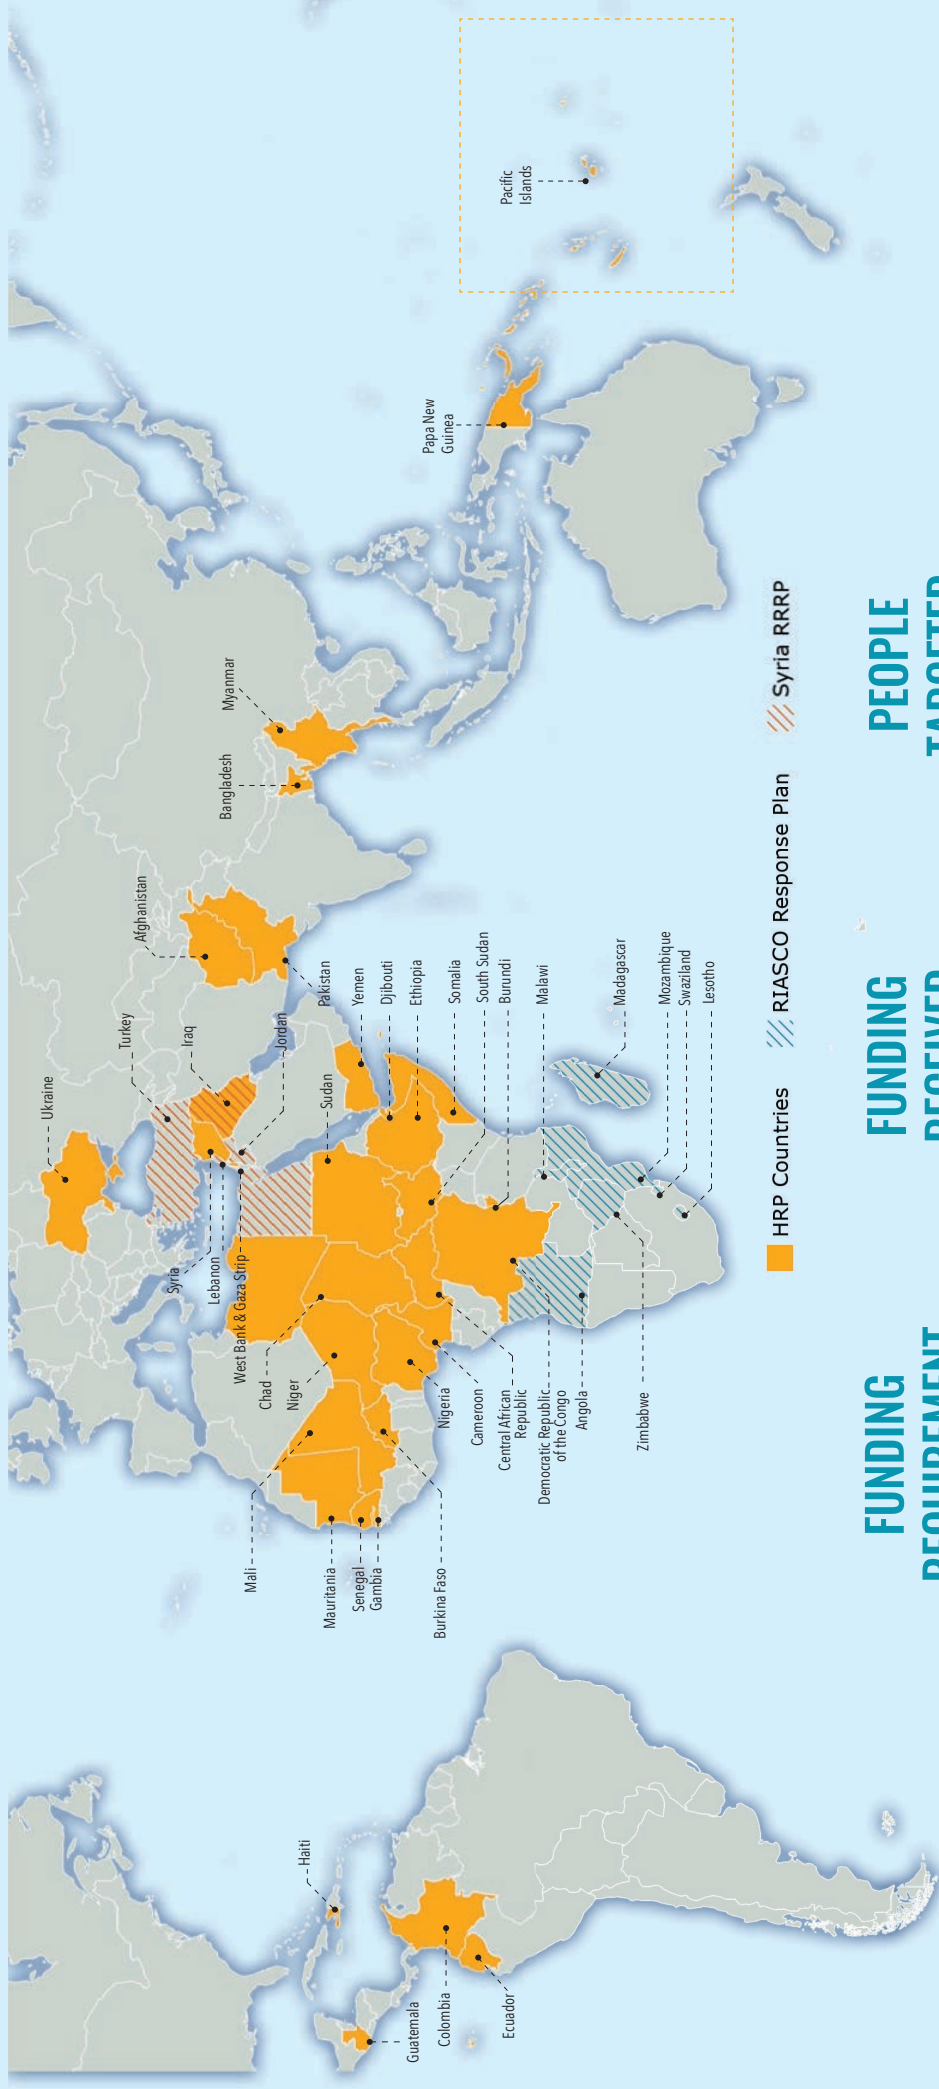 Ukraine
Turkey
Afghanistan
Syria
Iraq
Lebanon
Bangladesh
Myanmar
West Bank & Gaza Strip
Mali
Chad
Jordan
Niger
Haiti
Pakistan
Sudan
Mauritania
Senegal
Yemen
Gambia
Djibouti
Guatemala
Ethiopia
Papa New
Guinea
Burkina Faso
Nigeria
Colombia
Somalia
Cameroon
South Sudan
Central African
Republic
Burundi
Ecuador
Pacific
Islands
Democratic Republic
of the Congo
Malawi
Angola
Madagascar
Zimbabwe
Mozambique
Swaziland
Lesotho
HRP Countries
RIASCO Response Plan
Syria RRRP
FUNDING
REQUIREMENT
FUNDING
RECEIVED
PEOPLE
TARGETED